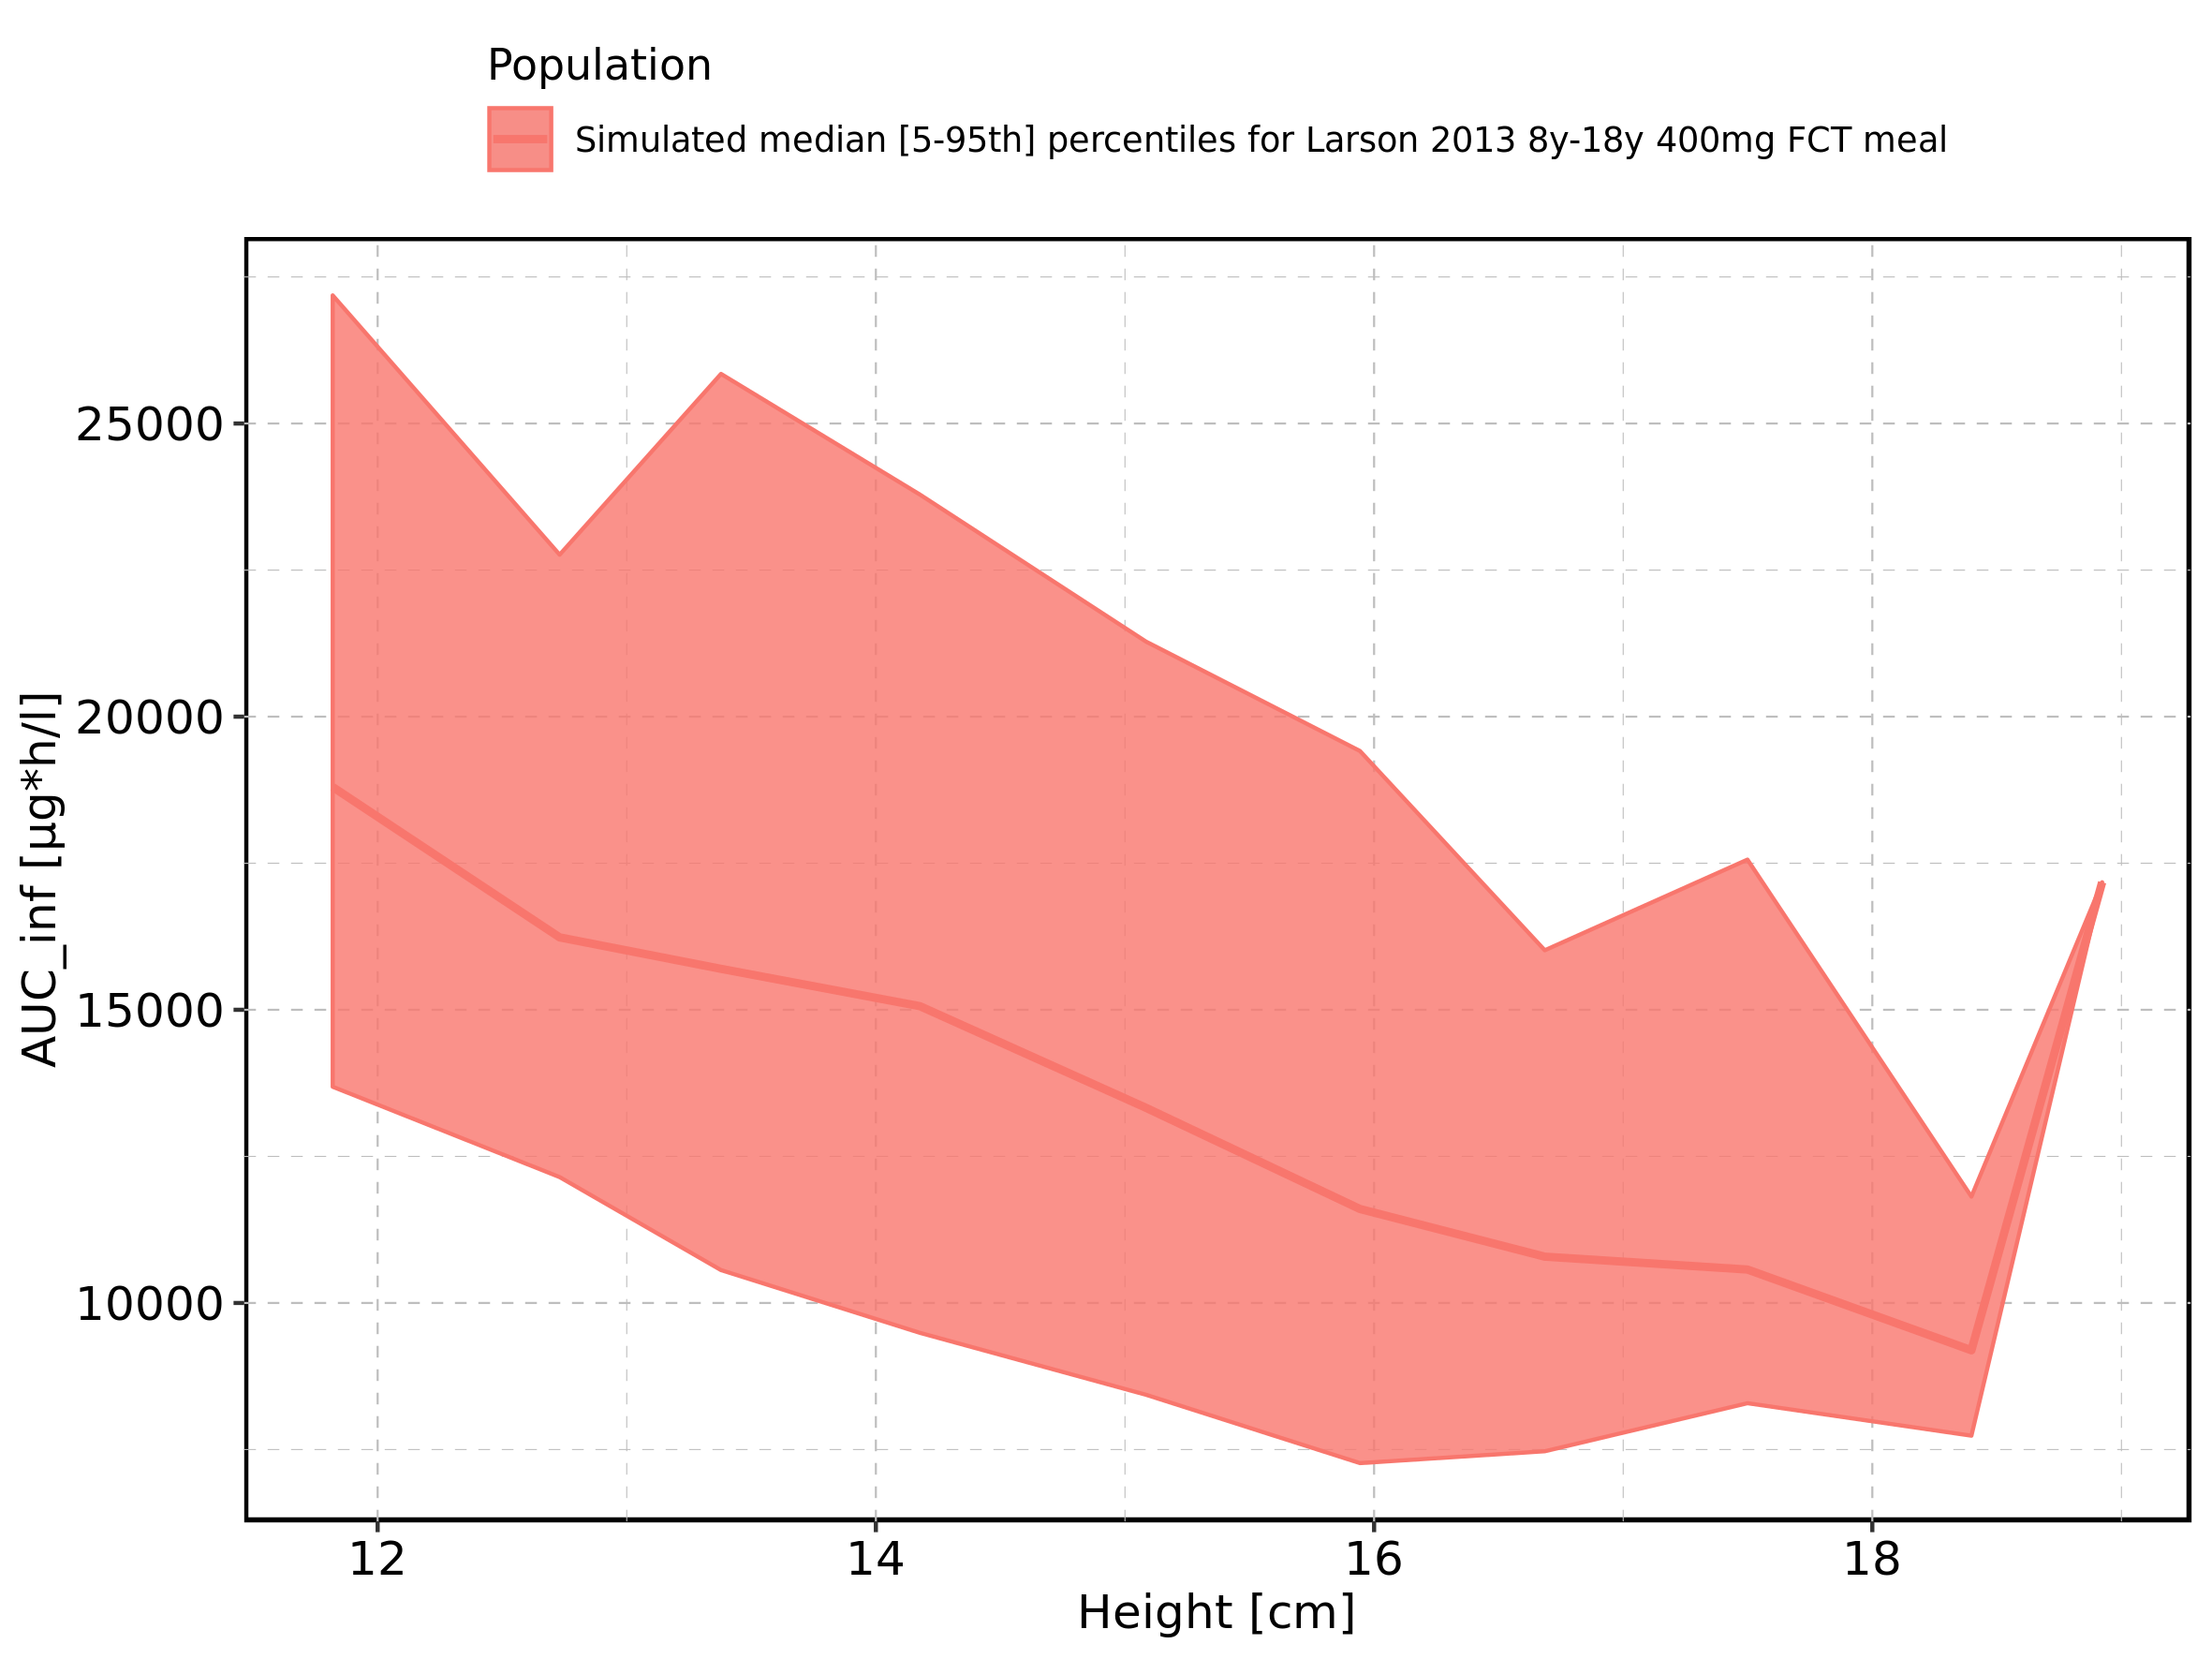 Population
Simulated median [5-95th] percentiles for Larson 2013 8y-18y 400mg FCT meal
AUC_inf [µg*h/l]
25000
20000
15000
10000
12 14 16 18
Height [cm]